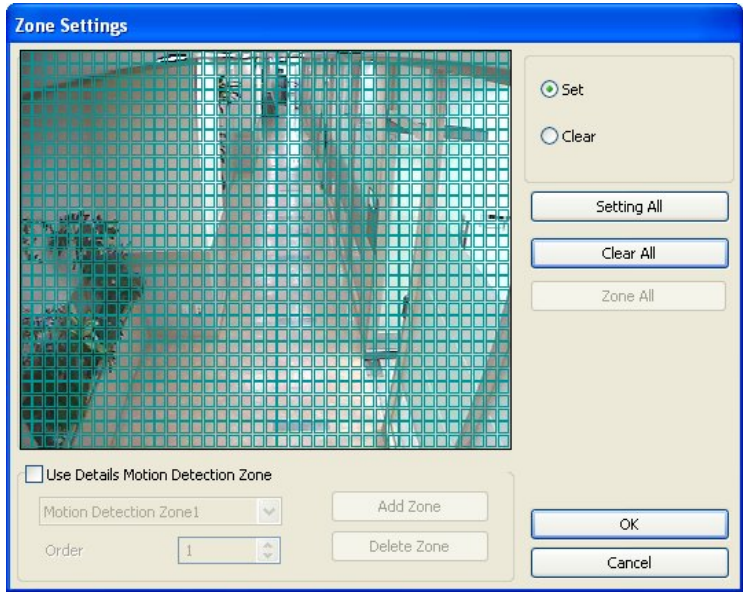 Zone Settings
Set
Clear
Setting All
Clear All
Zone All
Use Details Motion Detection Zone
Motion Detection Zone1
Add Zone
Order
1
Delete Zone
OK
Cancel